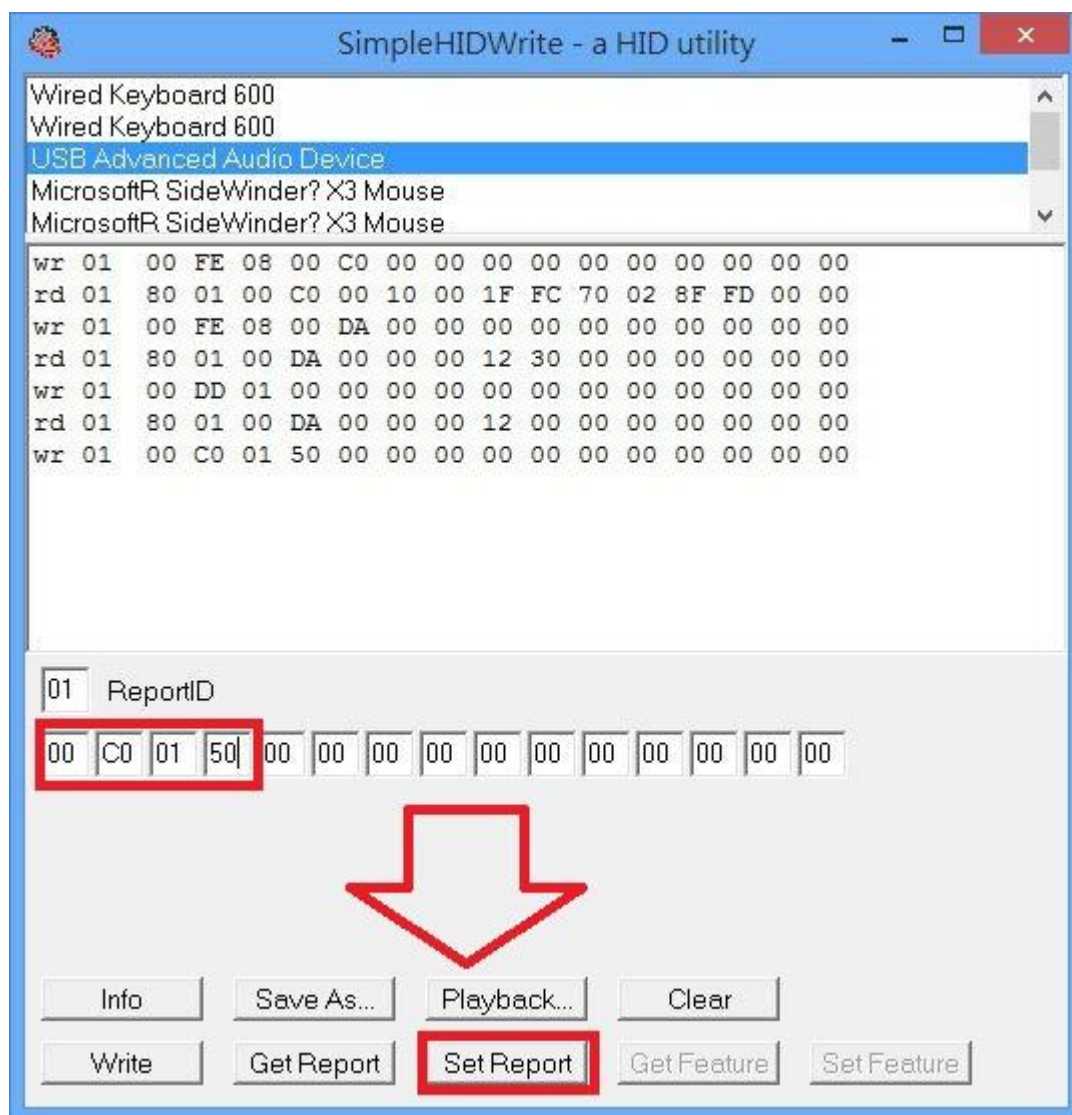 SimpleHIDWrite - a HID utility
Wired Keyboard 600
Wired Keyboard 600
USB Advanced Audio Device
MicrosoftR SideWinder? X3 Mouse
MicrosoftR SideWinder? X3 Mouse
wr 01 00 FE 08 00 C0 00 00 00 00 00 00 00 00 00 00
rd 01 80 01 00 C0 00 10 00 1F FC 70 02 8F FD 00 00
wr 01 00 FE 08 00 DA 00 00 00 00 00 00 00 00 00 00
rd 01 80 01 00 DA 00 00 00 12 30 00 00 00 00 00 00
wr 01 00 DD 01 00 00 00 00 00 00 00 00 00 00 00 00
rd 01 80 01 00 DA 00 00 00 12 00 00 00 00 00 00 00
wr 01 00 C0 01 50 00 00 00 00 00 00 00 00 00 00 00
01 ReportID
00 C0 01 50 00 00 00 00 00 00 00 00 00 00 00
Info Save As... Playback... Clear
Write Get Report Set Report Get Feature Set Feature